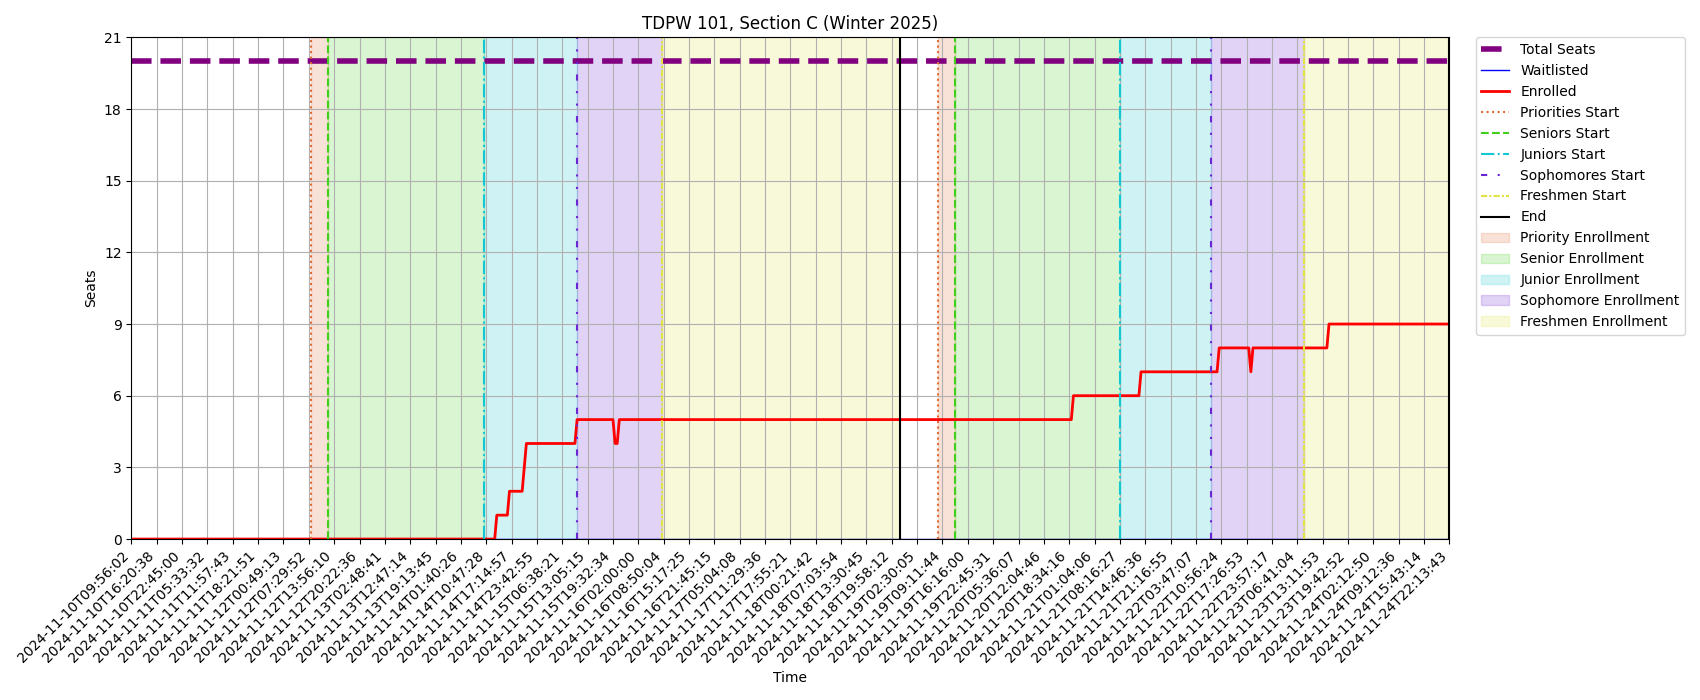 TDPW 101, Section C (Winter 2025)
21
18
15
12
9
6
3
0
Seats
2024-11-10T09:56:02
2024-11-10T16:20:38
2024-11-10T22:45:00
2024-11-11T05:33:32
2024-11-11T11:57:43
2024-11-11T18:21:51
2024-11-12T00:49:13
2024-11-12T07:29:52
2024-11-12T13:56:10
2024-11-12T20:22:36
2024-11-13T02:48:41
2024-11-13T12:47:14
2024-11-13T19:13:45
2024-11-14T01:40:26
2024-11-14T10:47:28
2024-11-14T17:14:57
2024-11-14T23:42:55
2024-11-15T06:38:21
2024-11-15T13:05:15
2024-11-15T19:32:34
2024-11-16T02:00:00
2024-11-16T08:50:04
2024-11-16T15:17:25
2024-11-16T21:45:15
2024-11-17T05:04:08
2024-11-17T11:29:36
2024-11-17T17:55:21
2024-11-18T00:21:42
2024-11-18T07:03:54
2024-11-18T13:30:45
2024-11-18T19:58:12
2024-11-19T02:30:05
2024-11-19T09:11:44
2024-11-19T16:16:00
2024-11-19T22:45:31
2024-11-20T05:36:07
2024-11-20T12:04:46
2024-11-20T18:34:16
2024-11-21T01:04:06
2024-11-21T08:16:27
2024-11-21T14:46:36
2024-11-21T21:16:55
2024-11-22T03:47:07
2024-11-22T10:56:24
2024-11-22T17:26:53
2024-11-22T23:57:17
2024-11-23T06:41:04
2024-11-23T13:11:53
2024-11-23T19:42:52
2024-11-24T02:12:50
2024-11-24T09:12:36
2024-11-24T15:43:14
2024-11-24T22:13:43
Time
Total Seats
Waitlisted
Enrolled
Priorities Start
Seniors Start
Juniors Start
Sophomores Start
Freshmen Start
End
Priority Enrollment
Senior Enrollment
Junior Enrollment
Sophomore Enrollment
Freshmen Enrollment